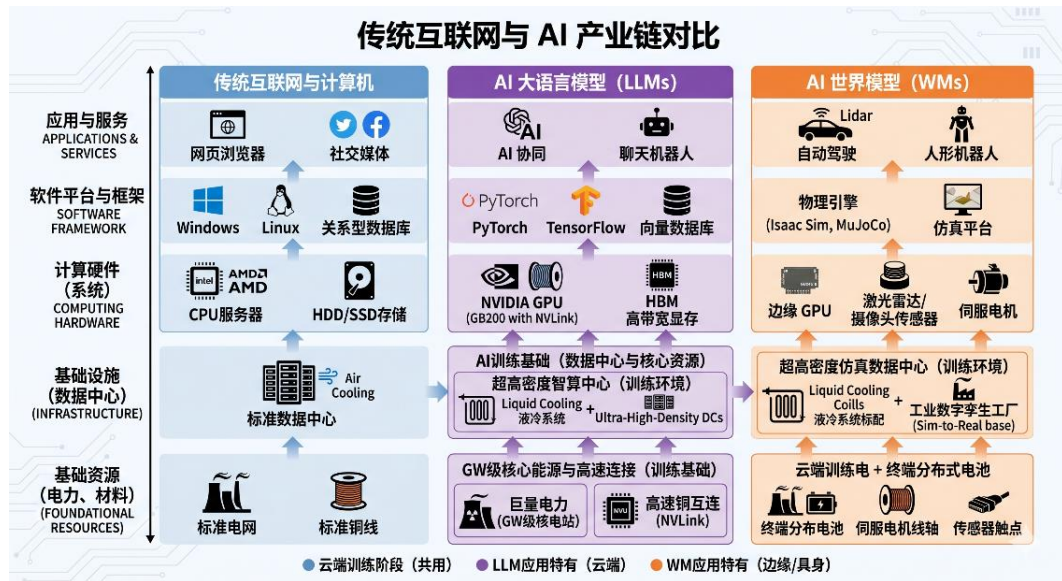 传统互联网与 AI 产业链对比
应用与服务
APPLICATIONS &
SERVICES
软件平台与框架
SOFTWARE
FRAMEWORK
计算硬件
(系统)
COMPUTING
HARDWARE
基础设施
(数据中心)
(INFRASTRUCTURE)
基础资源
(电力、材料)
(FOUNDATIONAL
RESOURCES)
传统互联网与计算机
网页浏览器
社交媒体
Windows
Linux
关系型数据库
intel
AMD
AMD
CPU服务器
HDD/SSD存储
Air
Cooling
标准数据中心
标准电网
标准铜线
AI 大语言模型(LLMs)
AI
AI 协同
聊天机器人
PyTorch
PyTorch
TensorFlow
向量数据库
NVIDIA GPU
(GB200 with NVLink)
HBM
HBM
高带宽显存
AI训练基础(数据中心与核心资源)
超高密度智算中心(训练环境)
Liquid Cooling
液冷系统
+
Ultra-High-Density DCs
GW级核心能源与高速连接(训练基础)
巨量电力
(GW级核电站)
NVU
高速铜互连
(NVLink)
AI 世界模型(WMs)
Lidar
自动驾驶
人形机器人
物理引擎
(Isaac Sim, MuJoCo)
仿真平台
边缘 GPU
激光雷达/
摄像头传感器
伺服电机
超高密度仿真数据中心(训练环境)
Liquid Cooling
Coills
液冷系统标配
+
工业数字孪生工厂
(Sim-to-Real base)
云端训练电 + 终端分布式电池
终端分布电池
伺服电机线轴
传感器触点
云端训练阶段(共用)
LLM应用特有(云端)
WM应用特有(边缘/具身)